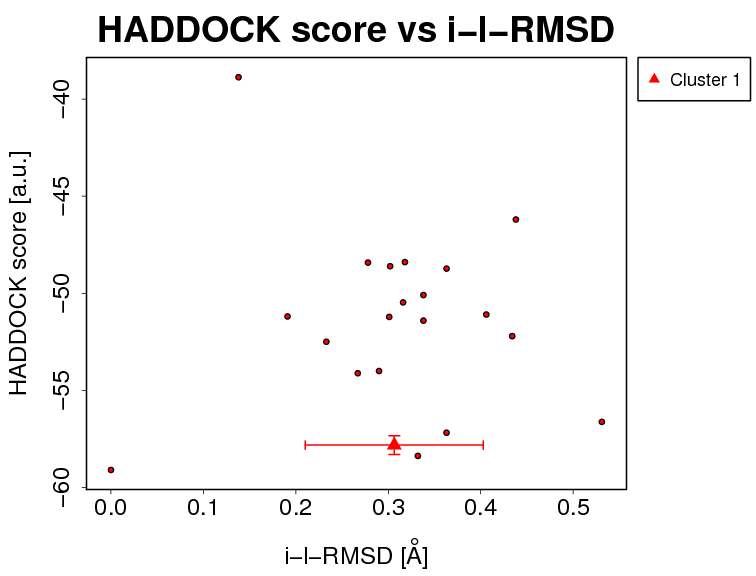 HADDOCK score vs i−l−RMSD
Cluster 1
HADDOCK score [a.u.]
−40
−45
−50
−55
−60
0.0 0.1 0.2 0.3 0.4 0.5
i−l−RMSD [Å]